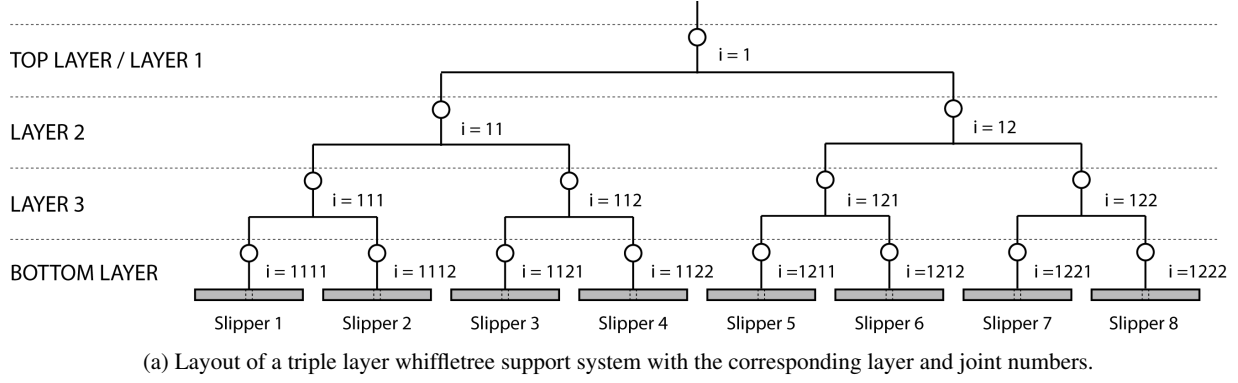 TOP LAYER / LAYER 1
i = 1
LAYER 2
i = 11
i = 12
LAYER 3
i = 111
i = 112
i = 121
i = 122
BOTTOM LAYER
i = 1111
i = 1112
i = 1121
i = 1122
i =1211
i =1212
i =1221
i =1222
Slipper 1
Slipper 2
Slipper 3
Slipper 4
Slipper 5
Slipper 6
Slipper 7
Slipper 8
(a) Layout of a triple layer whiffletree support system with the corresponding layer and joint numbers.